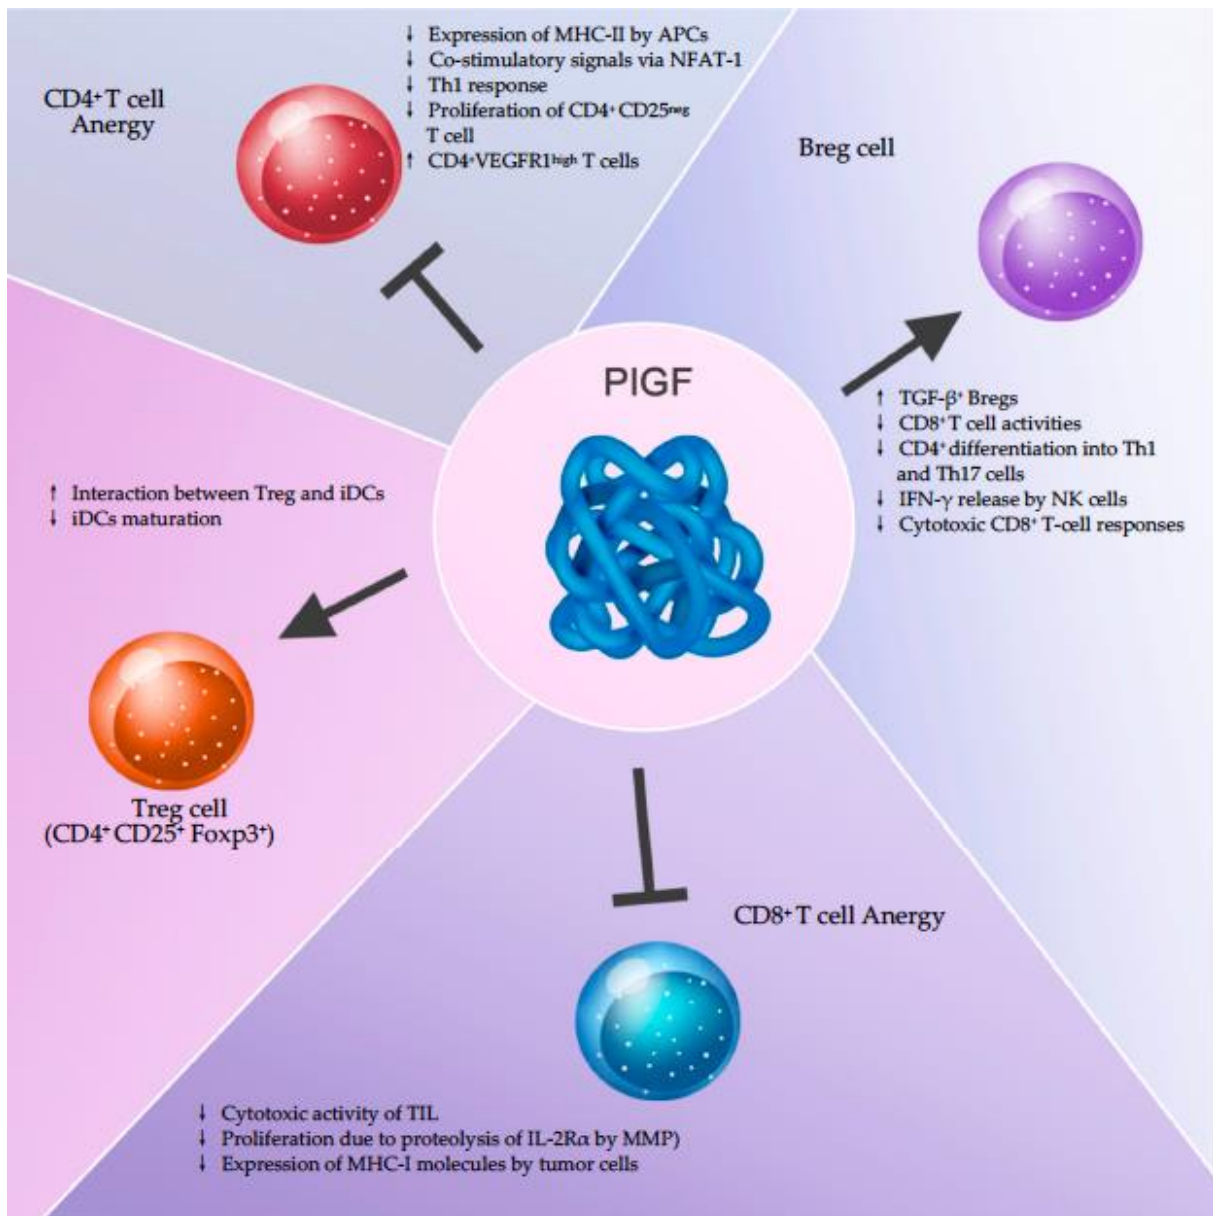 CD4⁺ T cell
Anergy
↓ Expression of MHC-II by APCs
↓ Co-stimulatory signals via NFAT-1
↓ Th1 response
↓ Proliferation of CD4⁺ CD25ⁿᵉᵍ
T cell
↑ CD4⁺VEGFR1ʰⁱᵍʰ T cells
Breg cell
↑ TGF-β⁺ Bregs
↓ CD8⁺ T cell activities
↓ CD4⁺ differentiation into Th1
and Th17 cells
↓ IFN-γ release by NK cells
↓ Cytotoxic CD8⁺ T-cell responses
PIGF
↑ Interaction between Treg and iDCs
↓ iDCs maturation
Treg cell
(CD4⁺ CD25⁺ Foxp3⁺)
CD8⁺ T cell Anergy
↓ Cytotoxic activity of TIL
↓ Proliferation due to proteolysis of IL-2Rα by MMP)
↓ Expression of MHC-I molecules by tumor cells